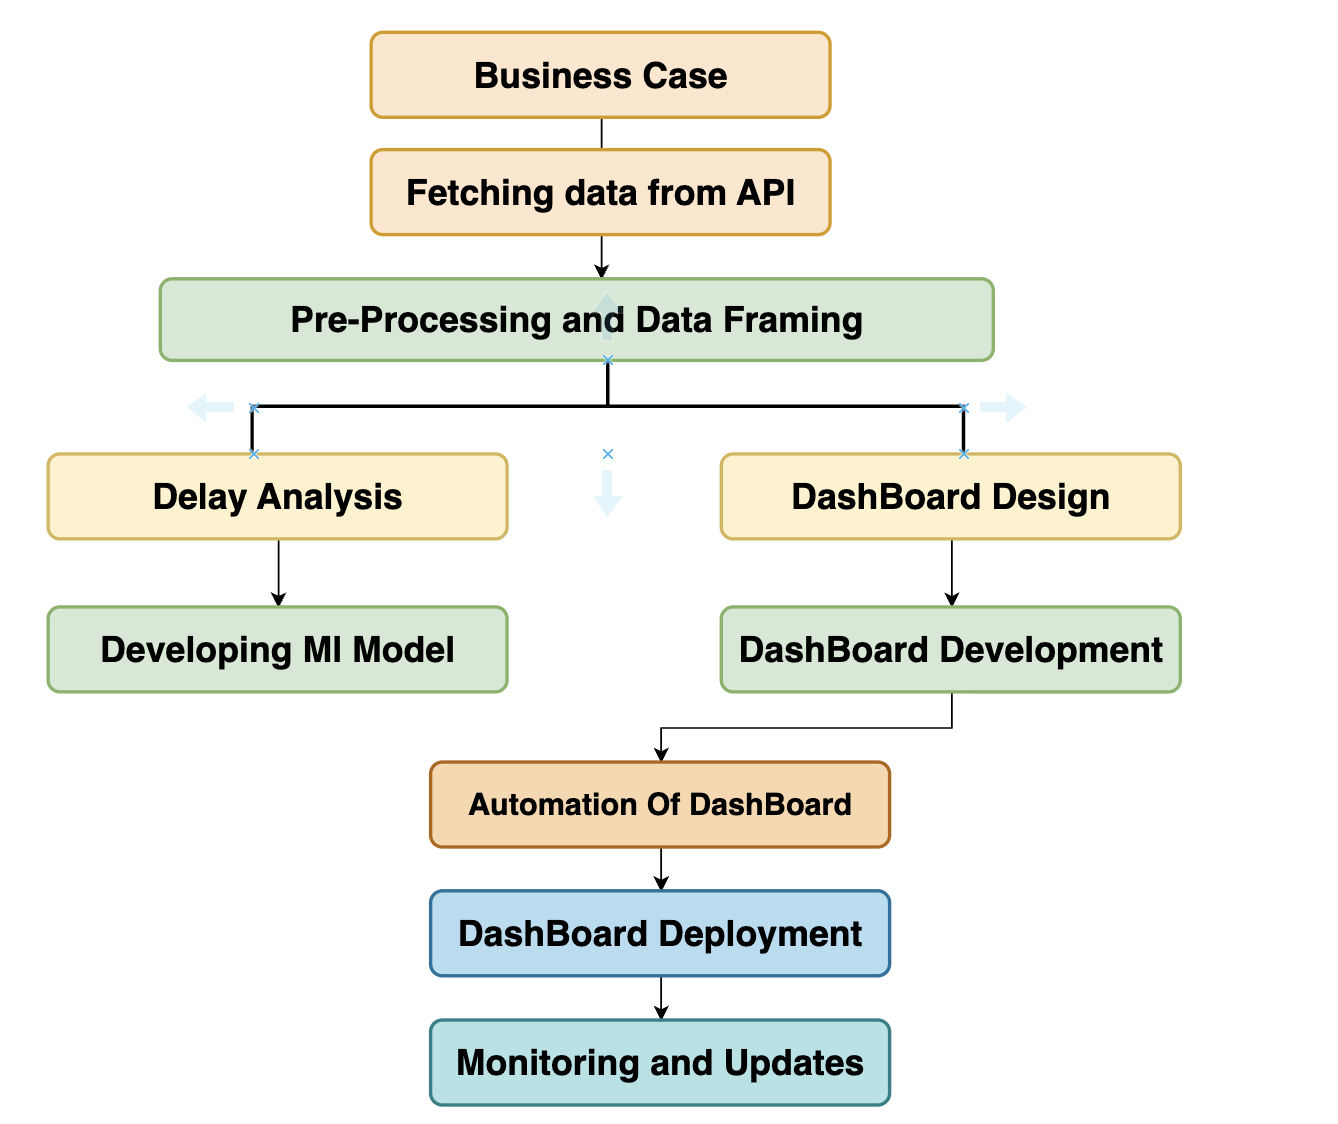 Business Case
Fetching data from API
Pre-Processing and Data Framing
Delay Analysis
DashBoard Design
Developing MI Model
DashBoard Development
Automation Of DashBoard
DashBoard Deployment
Monitoring and Updates